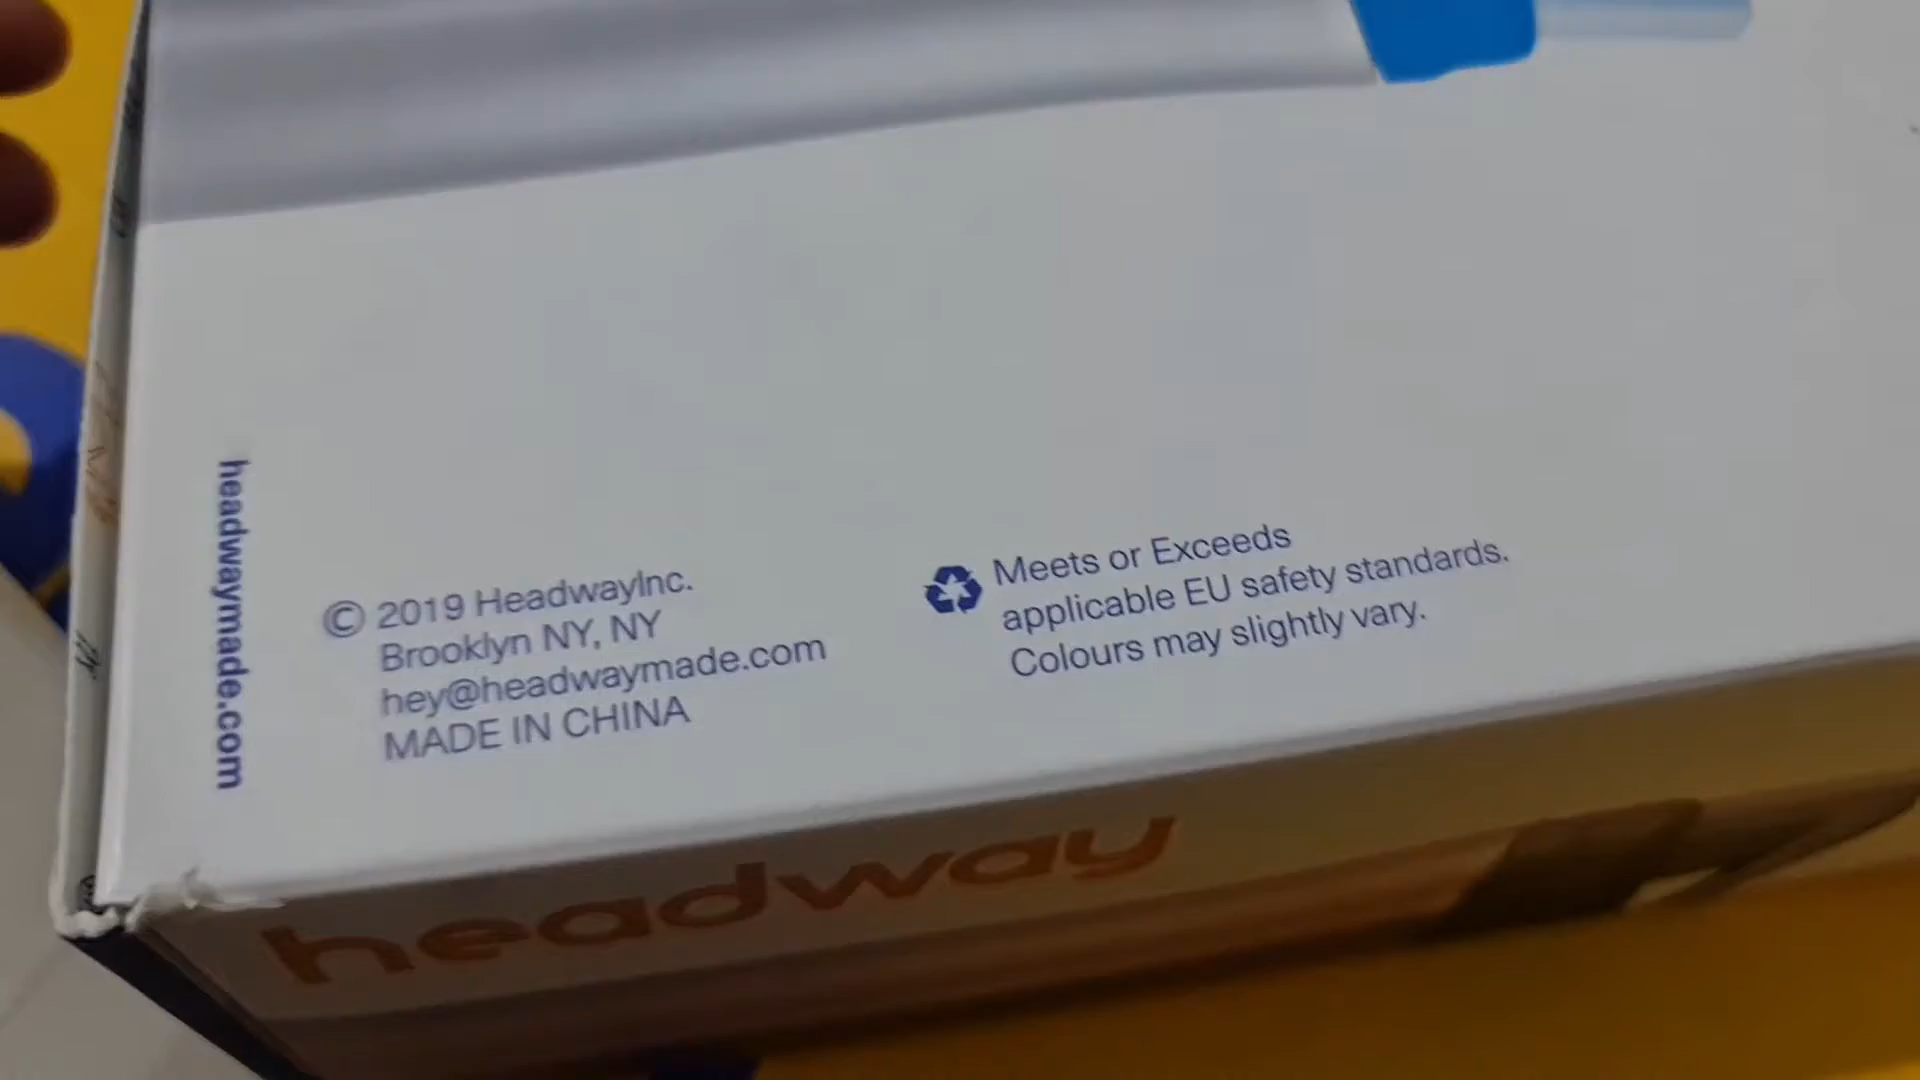 headwaymade.com
© 2019 HeadwayInc.
Brooklyn NY, NY
hey@headwaymade.com
MADE IN CHINA
Meets or Exceeds
applicable EU safety standards.
Colours may slightly vary.
headway